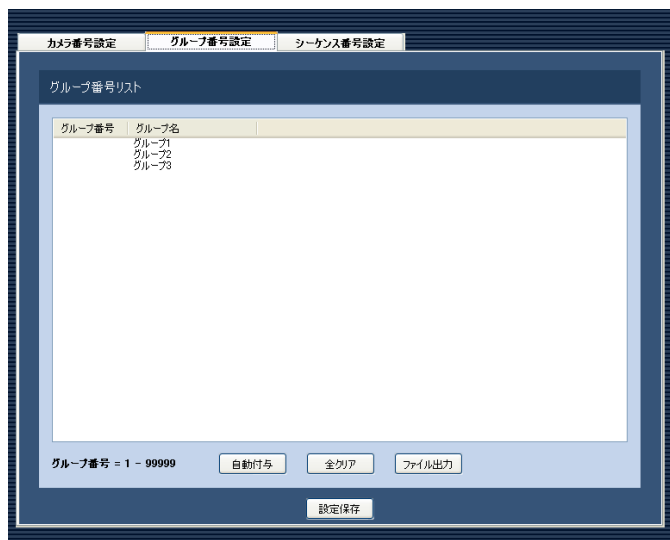 カメラ番号設定 グループ番号設定 シーケンス番号設定
グループ番号リスト
グループ番号 グループ名
グループ1
グループ2
グループ3
グループ番号 = 1 - 99999 自動付与 全クリア ファイル出力
設定保存